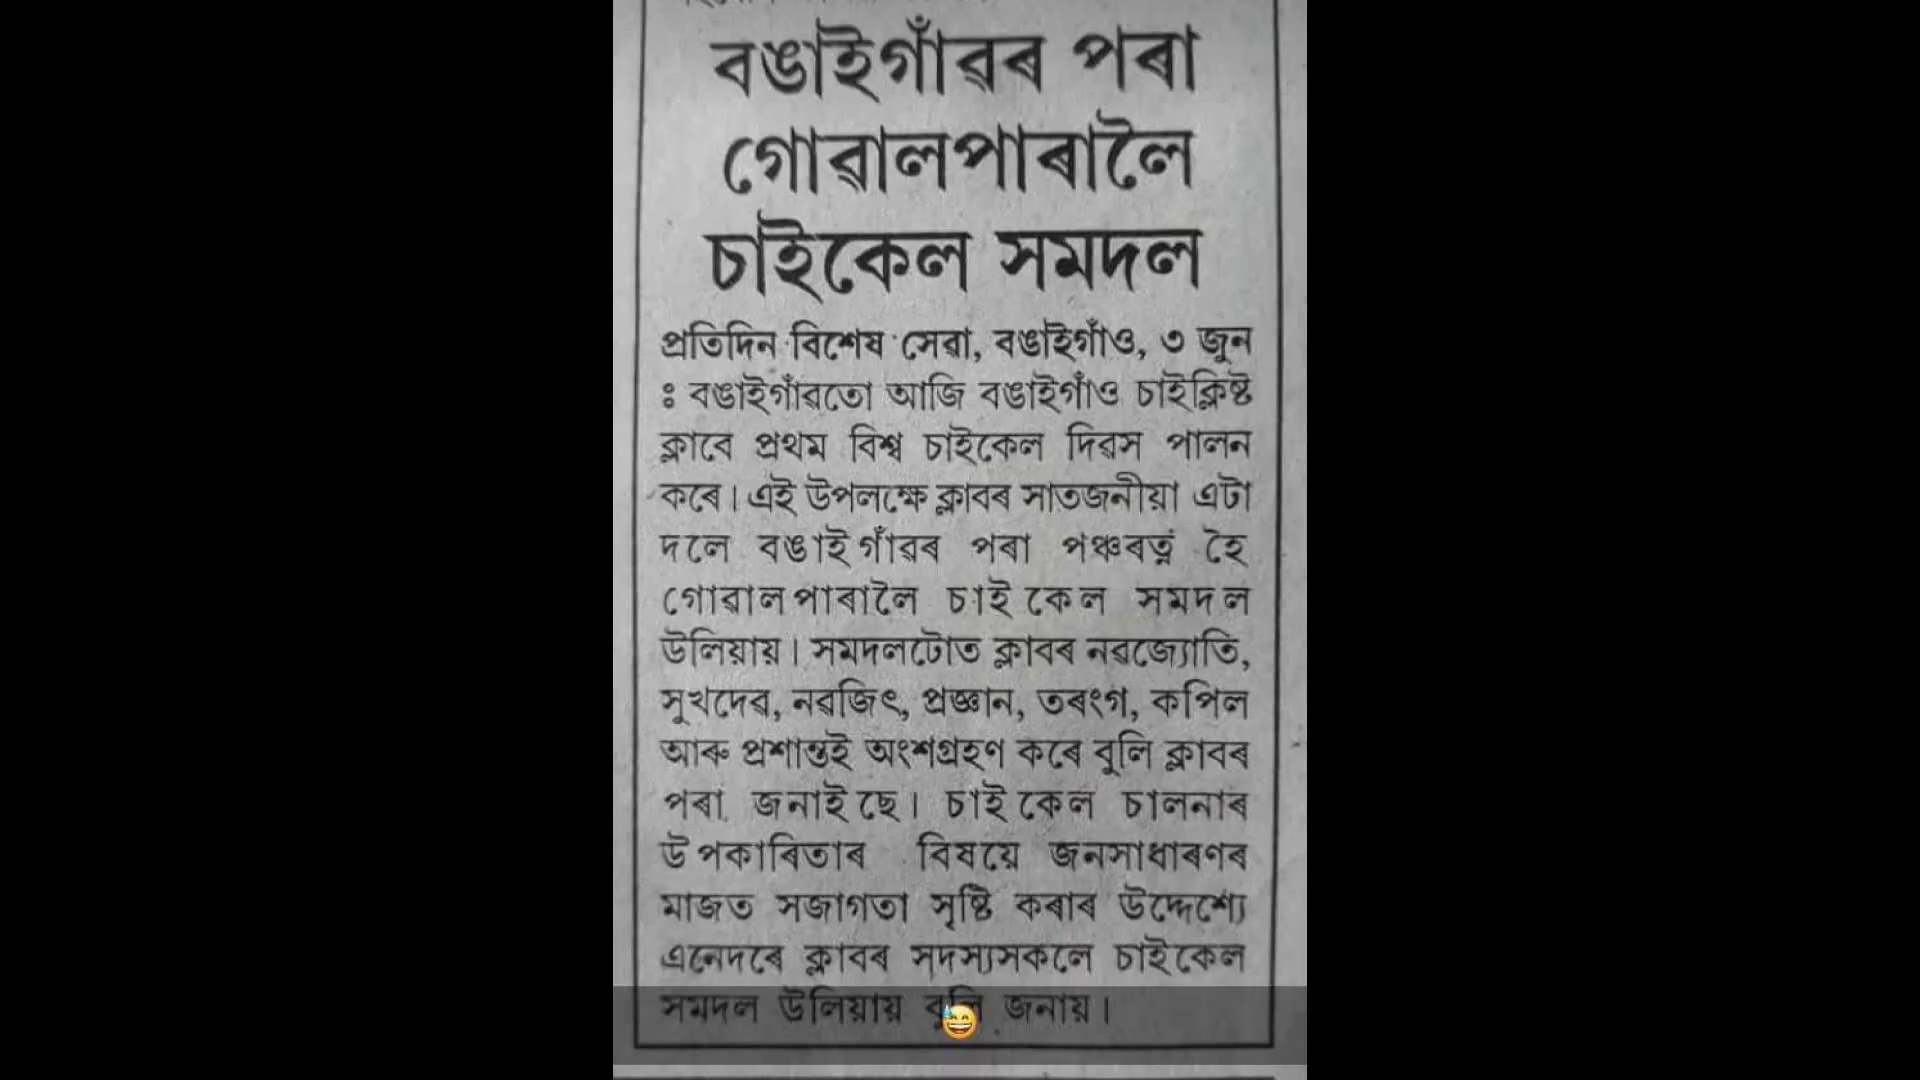 বঙাইগাঁৱৰ পৰা
গোৱালপাৰালৈ
চাইকেল সমদল
প্ৰতিদিন বিশেষ সেৱা, বঙাইগাঁও, ৩ জুন
ঃ বঙাইগাঁৱতো আজি বঙাইগাঁও চাইক্লিষ্ট
ক্লাবে প্ৰথম বিশ্ব চাইকেল দিৱস পালন
কৰে। এই উপলক্ষে ক্লাবৰ সাতজনীয়া এটা
দলে বঙাইগাঁৱৰ পৰা পঞ্চৰত্ন হৈ
গোৱালপাৰালৈ চাইকেল সমদল
উলিয়ায়। সমদলটোত ক্লাবৰ নৱজ্যোতি,
সুখদেৱ, নৱজিৎ, প্ৰজ্ঞান, তৰংগ, কপিল
আৰু প্ৰশান্তই অংশগ্ৰহণ কৰে বুলি ক্লাবৰ
পৰা জনাইছে। চাইকেল চালনাৰ
উপকাৰিতাৰ বিষয়ে জনসাধাৰণৰ
মাজত সজাগতা সৃষ্টি কৰাৰ উদ্দেশ্যে
এনেদৰে ক্লাবৰ সদস্যসকলে চাইকেল
সমদল উলিয়ায় বুলি জনায়।